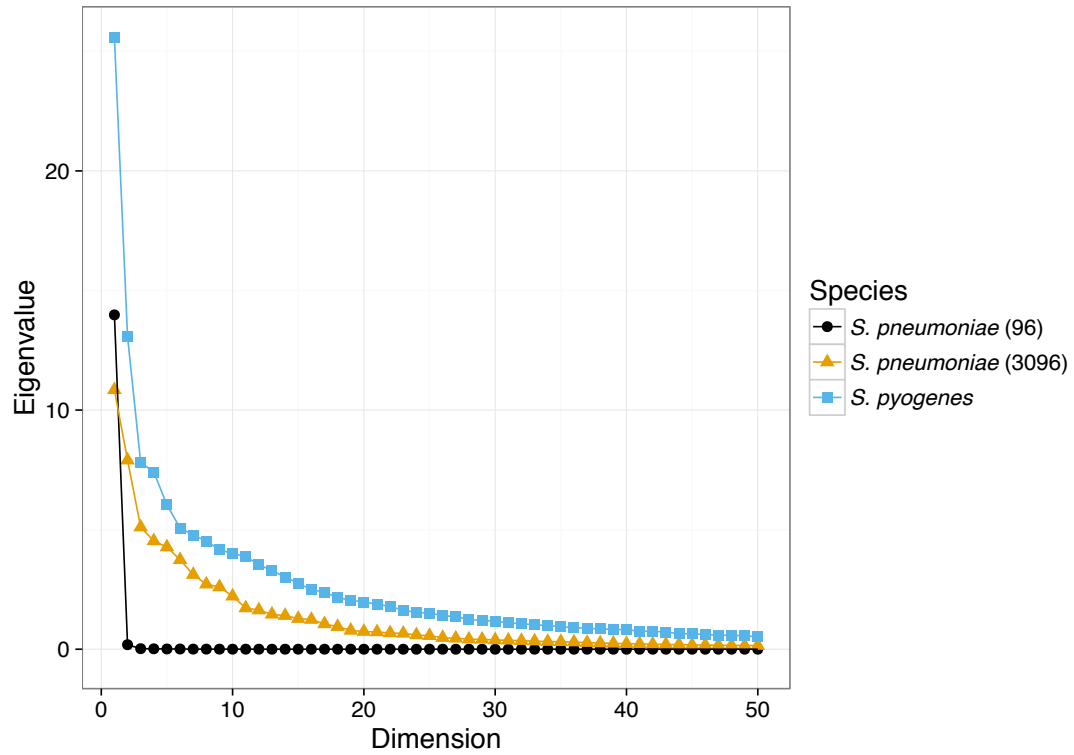 20
10
0
0
10
20
30
40
50
Eigenvalue
Dimension
Species
S. pneumoniae (96)
S. pneumoniae (3096)
S. pyogenes